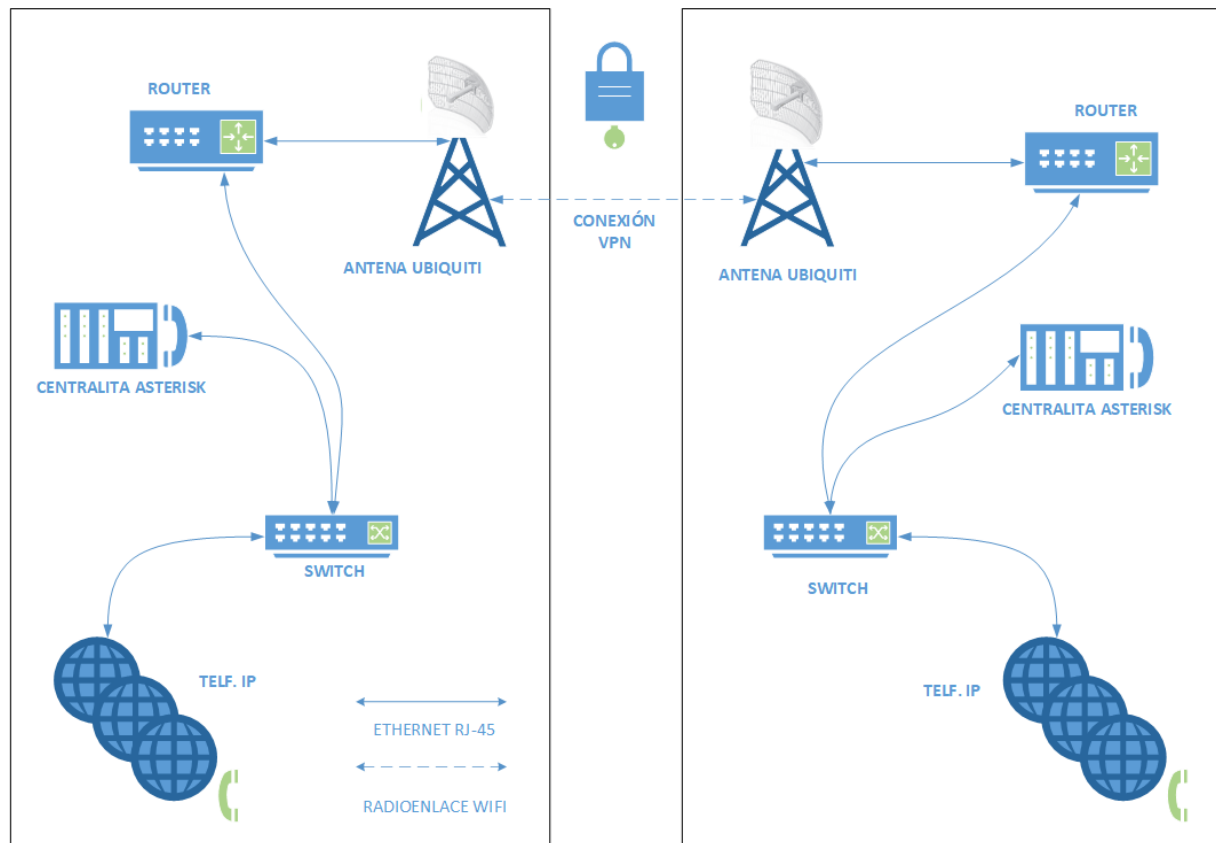 ROUTER
ANTENA UBIQUITI
CENTRALITA ASTERISK
SWITCH
TELF. IP
ETHERNET RJ-45
RADIOENLACE WIFI
CONEXIÓN
VPN
ROUTER
ANTENA UBIQUITI
CENTRALITA ASTERISK
SWITCH
TELF. IP